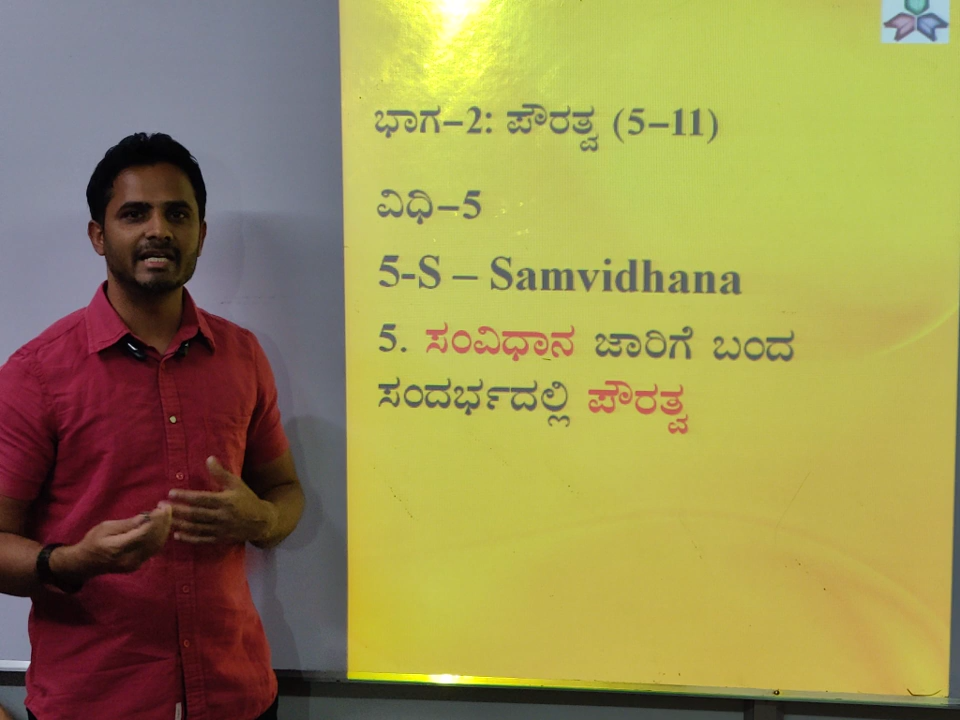 ಭಾಗ–2: ಪೌರತ್ವ (5–11)
ವಿಧಿ–5
5-S – Samvidhana
5. ಸಂವಿಧಾನ ಜಾರಿಗೆ ಬಂದ
ಸಂದರ್ಭದಲ್ಲಿ ಪೌರತ್ವ